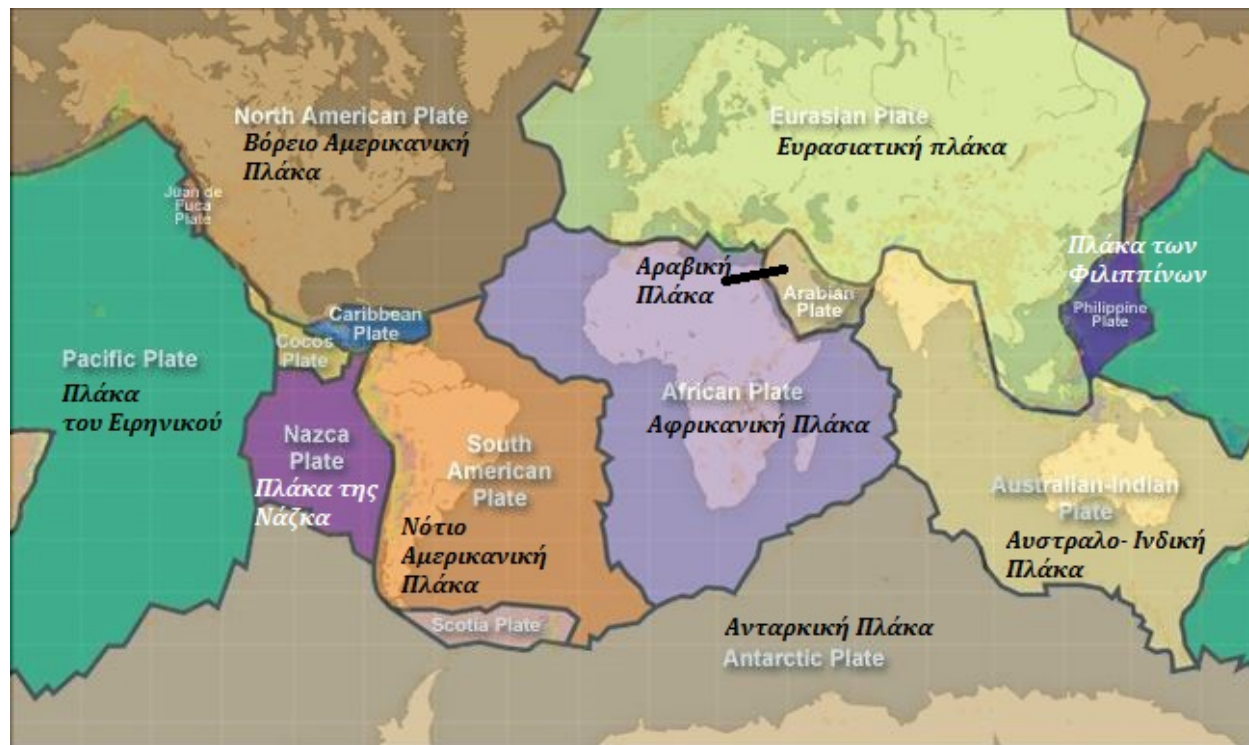 North American Plate
Βόρειο Αμερικανική
Πλάκα
Juan de
Fuca
Plate
Eurasian Plate
Ευρασιατική πλάκα
Πλάκα των
Φιλιππίνων
Philippine
Plate
Αραβική
Πλάκα
Arabian
Plate
Caribbean
Plate
Cocos
Plate
Pacific Plate
Πλάκα
του Ειρηνικού
African Plate
Αφρικανική Πλάκα
Nazca
Plate
Πλάκα της
Νάζκα
South
American
Plate
Νότιο
Αμερικανική
Πλάκα
Australian-Indian
Plate
Αυστραλο- Ινδική
Πλάκα
Scotia Plate
Ανταρκική Πλάκα
Antarctic Plate